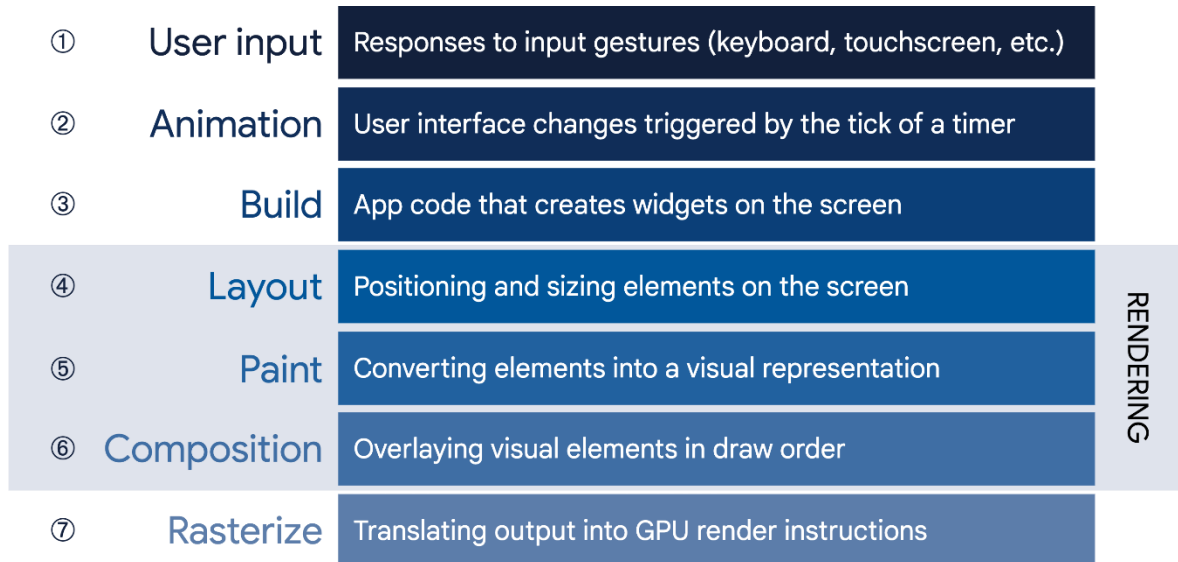 ① User input Responses to input gestures (keyboard, touchscreen, etc.)
② Animation User interface changes triggered by the tick of a timer
③ Build App code that creates widgets on the screen
④ Layout Positioning and sizing elements on the screen
⑤ Paint Converting elements into a visual representation
⑥ Composition Overlaying visual elements in draw order
RENDERING
⑦ Rasterize Translating output into GPU render instructions